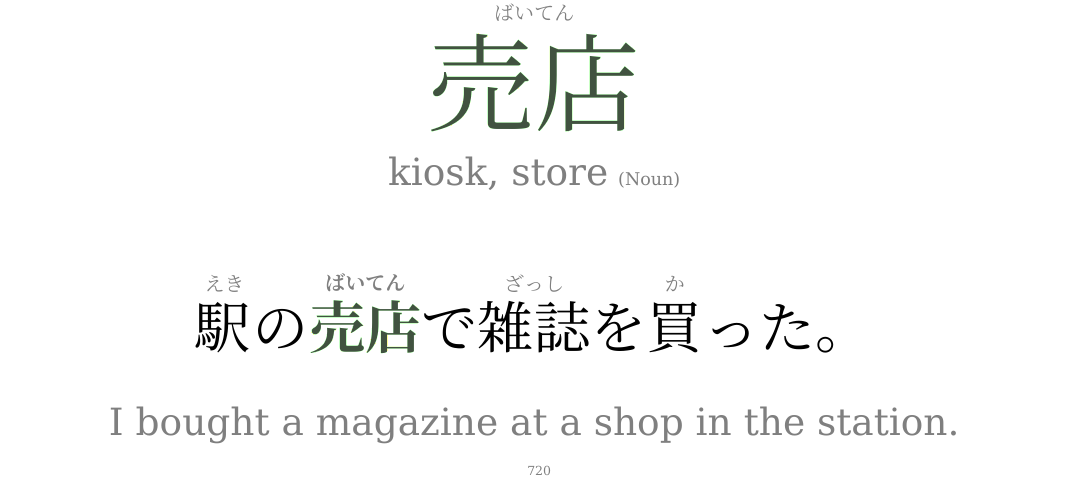 ばいてん
売店
kiosk, store (Noun)
えき ばいてん ざっし か
駅の売店で雑誌を買った。
I bought a magazine at a shop in the station.
720